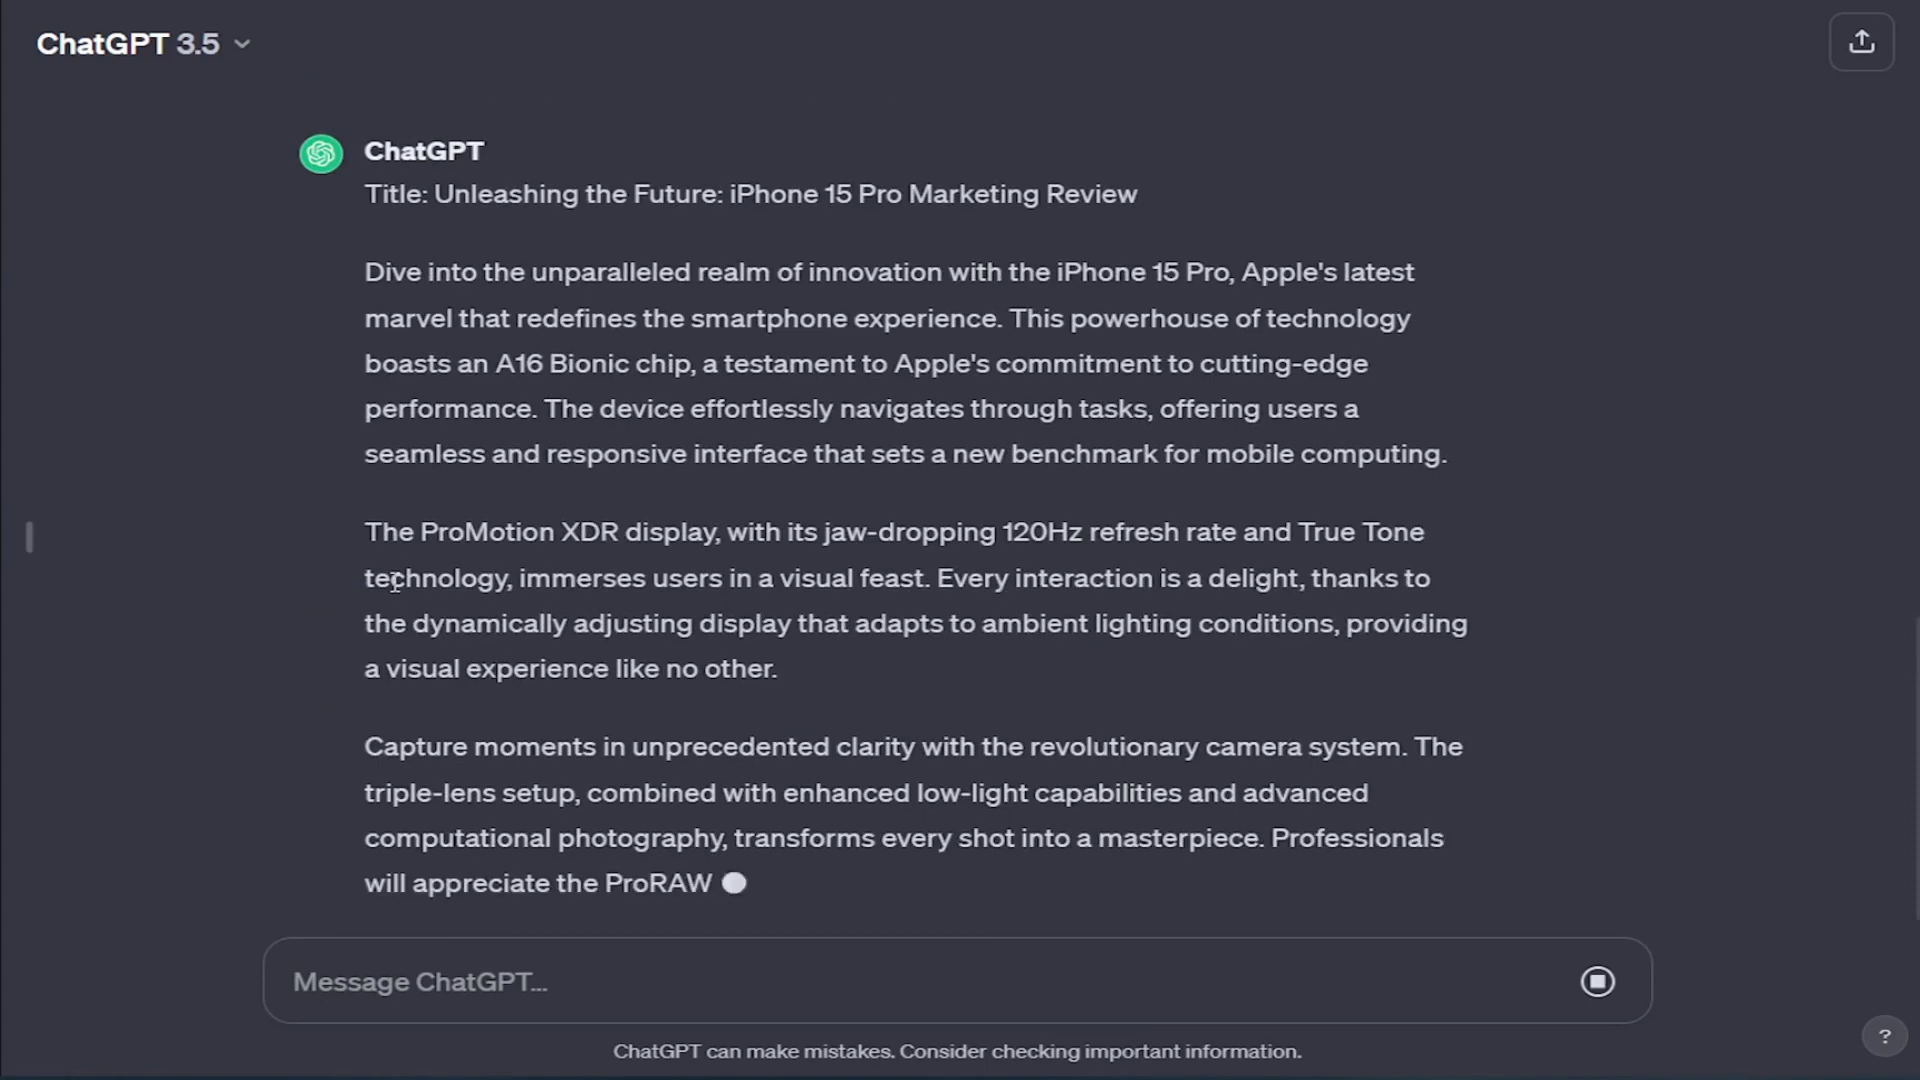 ChatGPT 3.5
ChatGPT
Title: Unleashing the Future: iPhone 15 Pro Marketing Review
Dive into the unparalleled realm of innovation with the iPhone 15 Pro, Apple's latest
marvel that redefines the smartphone experience. This powerhouse of technology
boasts an A16 Bionic chip, a testament to Apple's commitment to cutting-edge
performance. The device effortlessly navigates through tasks, offering users a
seamless and responsive interface that sets a new benchmark for mobile computing.
The ProMotion XDR display, with its jaw-dropping 120Hz refresh rate and True Tone
technology, immerses users in a visual feast. Every interaction is a delight, thanks to
the dynamically adjusting display that adapts to ambient lighting conditions, providing
a visual experience like no other.
Capture moments in unprecedented clarity with the revolutionary camera system. The
triple-lens setup, combined with enhanced low-light capabilities and advanced
computational photography, transforms every shot into a masterpiece. Professionals
will appreciate the ProRAW
Message ChatGPT...
ChatGPT can make mistakes. Consider checking important information.
?